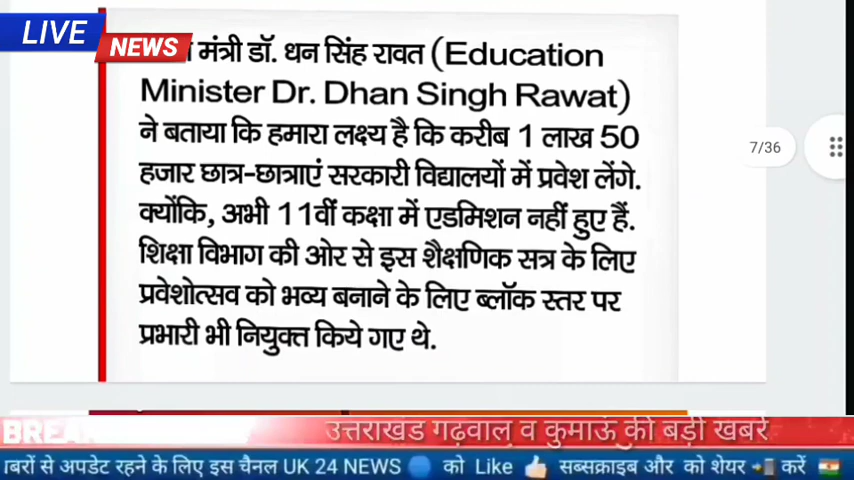 LIVE
NEWS
मंत्री डॉ. धन सिंह रावत (Education
Minister Dr. Dhan Singh Rawat)
ने बताया कि हमारा लक्ष्य है कि करीब 1 लाख 50
हजार छात्र-छात्राएं सरकारी विद्यालयों में प्रवेश लेंगे.
क्योंकि, अभी 11वीं कक्षा में एडमिशन नहीं हुए हैं.
शिक्षा विभाग की ओर से इस शैक्षणिक सत्र के लिए
प्रवेशोत्सव को भव्य बनाने के लिए ब्लॉक स्तर पर
प्रभारी भी नियुक्त किये गए थे.
7/36
उत्तराखंड गढ़वाल व कुमाऊं की बड़ी खबरें
से अपडेट रहने के लिए इस चैनल UK 24 NEWS 🔵 को Like 👍 सब्सक्राइब और को शेयर 📲 करें 🇮🇳